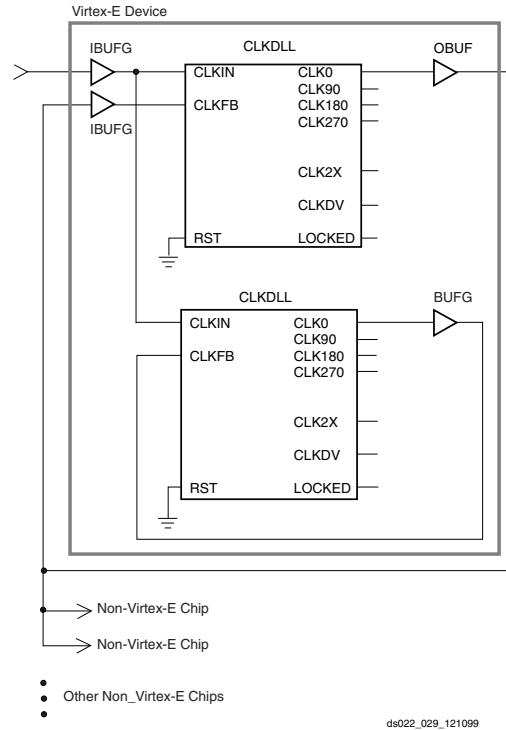 Virtex-E Device
IBUFG
CLKDLL
OBUF
CLKIN
CLK0
CLK90
CLKFB
CLK180
IBUFG
CLK270
CLK2X
CLKDV
RST
LOCKED
CLKDLL
BUFG
CLKIN
CLK0
CLK90
CLKFB
CLK180
CLK270
CLK2X
CLKDV
RST
LOCKED
Non-Virtex-E Chip
Non-Virtex-E Chip
Other Non_Virtex-E Chips
ds022_029_121099